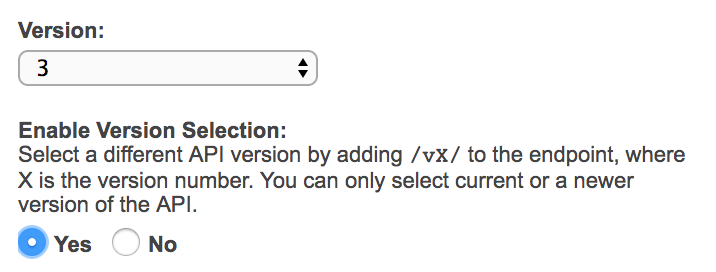 Version:
3
Enable Version Selection:
Select a different API version by adding /vX/ to the endpoint, where
X is the version number. You can only select current or a newer
version of the API.
Yes No